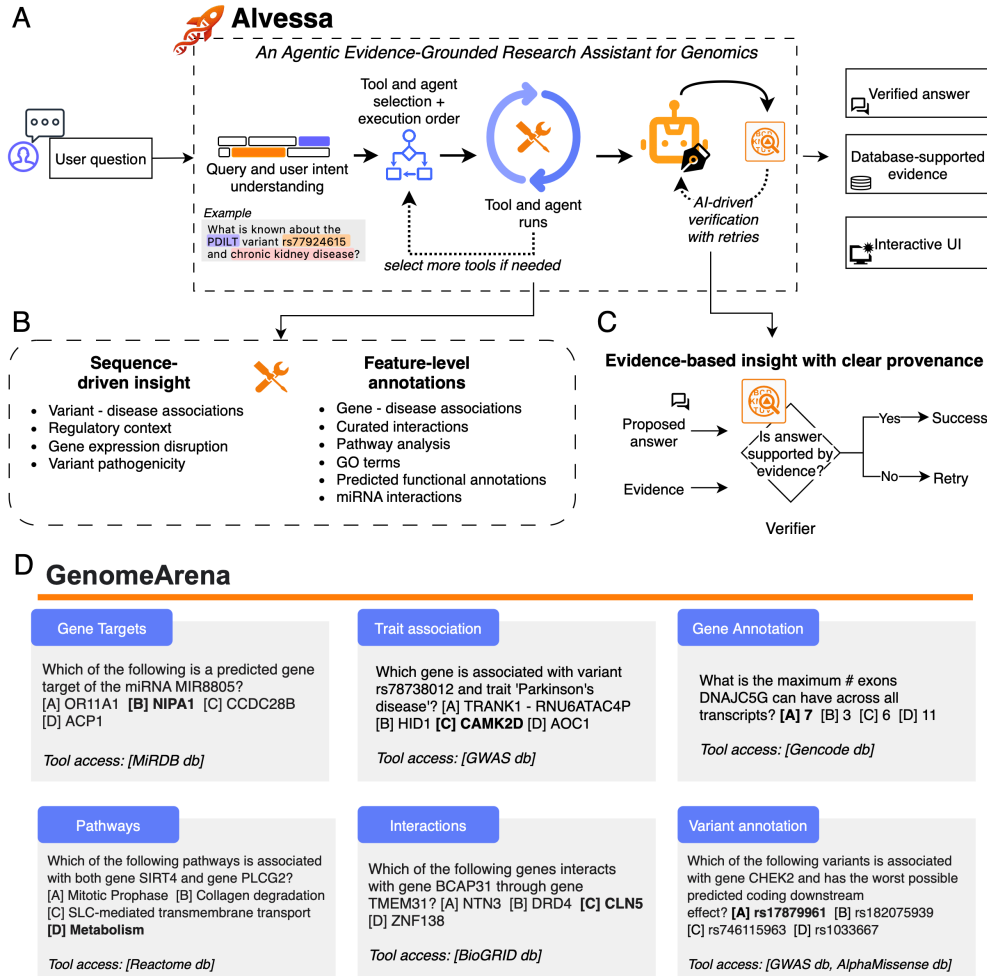 A
Alvessa
An Agentic Evidence-Grounded Research Assistant for Genomics
User question
Query and user intent
understanding
Example
What is known about the
PDILT variant rs77924615
and chronic kidney disease?
Tool and agent
selection +
execution order
Tool and agent
runs
select more tools if needed
AI-driven
verification
with retries
Verified answer
Database-supported
evidence
Interactive UI
B
Sequence-
driven insight
• Variant - disease associations
• Regulatory context
• Gene expression disruption
• Variant pathogenicity
Feature-level
annotations
• Gene - disease associations
• Curated interactions
• Pathway analysis
• GO terms
• Predicted functional annotations
• miRNA interactions
C
Evidence-based insight with clear provenance
Proposed
answer
Evidence
Is answer
supported by
evidence?
Yes
Success
No
Retry
Verifier
D
GenomeArena
Gene Targets
Which of the following is a predicted gene
target of the miRNA MIR8805?
[A] OR11A1 [B] NIPA1 [C] CCDC28B
[D] ACP1
Tool access: [MiRDB db]
Trait association
Which gene is associated with variant
rs78738012 and trait 'Parkinson's
disease'? [A] TRANK1 - RNU6ATAC4P
[B] HID1 [C] CAMK2D [D] AOC1
Tool access: [GWAS db]
Gene Annotation
What is the maximum # exons
DNAJC5G can have across all
transcripts? [A] 7 [B] 3 [C] 6 [D] 11
Tool access: [Gencode db]
Pathways
Which of the following pathways is associated
with both gene SIRT4 and gene PLCG2?
[A] Mitotic Prophase [B] Collagen degradation
[C] SLC-mediated transmembrane transport
[D] Metabolism
Tool access: [Reactome db]
Interactions
Which of the following genes interacts
with gene BCAP31 through gene
TMEM31? [A] NTN3 [B] DRD4 [C] CLN5
[D] ZNF138
Tool access: [BioGRID db]
Variant annotation
Which of the following variants is associated
with gene CHEK2 and has the worst possible
predicted coding downstream
effect? [A] rs17879961 [B] rs182075939
[C] rs746115963 [D] rs1033667
Tool access: [GWAS db, AlphaMissense db]